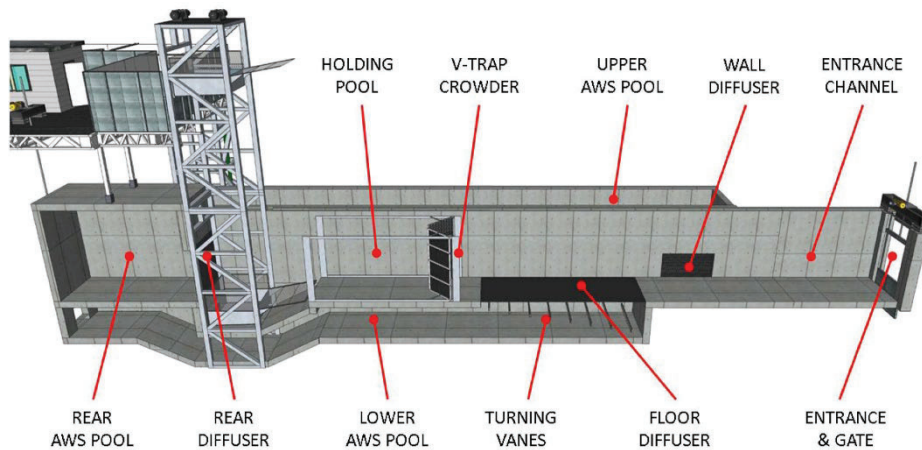 HOLDING
POOL
V-TRAP
CROWDER
UPPER
AWS POOL
WALL
DIFFUSER
ENTRANCE
CHANNEL
REAR
AWS POOL
REAR
DIFFUSER
LOWER
AWS POOL
TURNING
VANES
FLOOR
DIFFUSER
ENTRANCE
& GATE